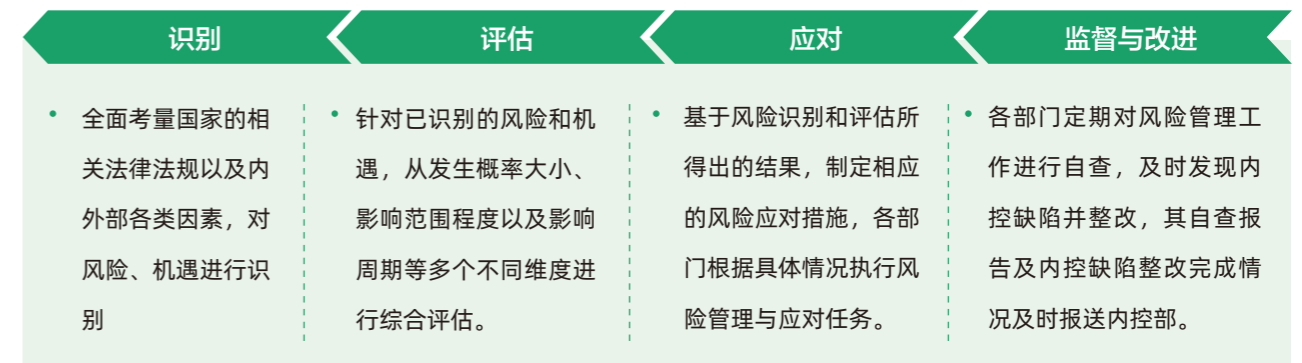 识别
全面考量国家的相
关法律法规以及内
外部各类因素，对
风险、机遇进行识
别
评估
针对已识别的风险和机
遇，从发生概率大小、
影响范围程度以及影响
周期等多个不同维度进
行综合评估。
应对
基于风险识别和评估所
得出的结果，制定相应
的风险应对措施，各部
门根据具体情况执行风
险管理与应对任务。
监督与改进
各部门定期对风险管理工
作进行自查，及时发现内
控缺陷并整改，其自查报
告及内控缺陷整改完成情
况及时报送内控部。